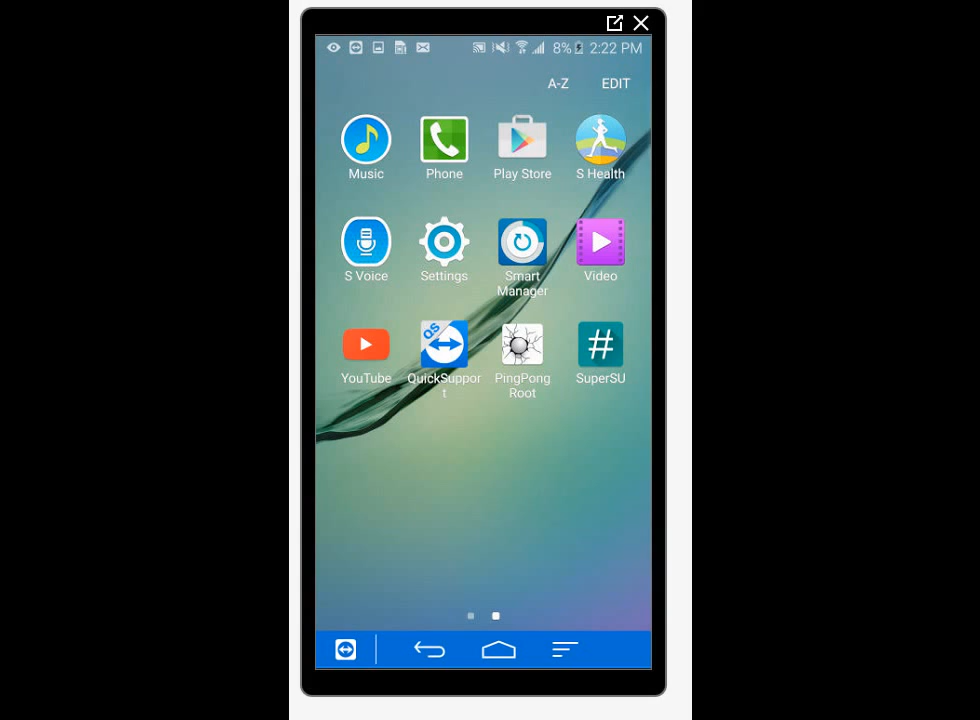 8% 2:22 PM
A-Z EDIT
Music Phone Play Store S Health
S Voice Settings Smart Manager Video
YouTube QuickSupport PingPong Root SuperSU
QS
#